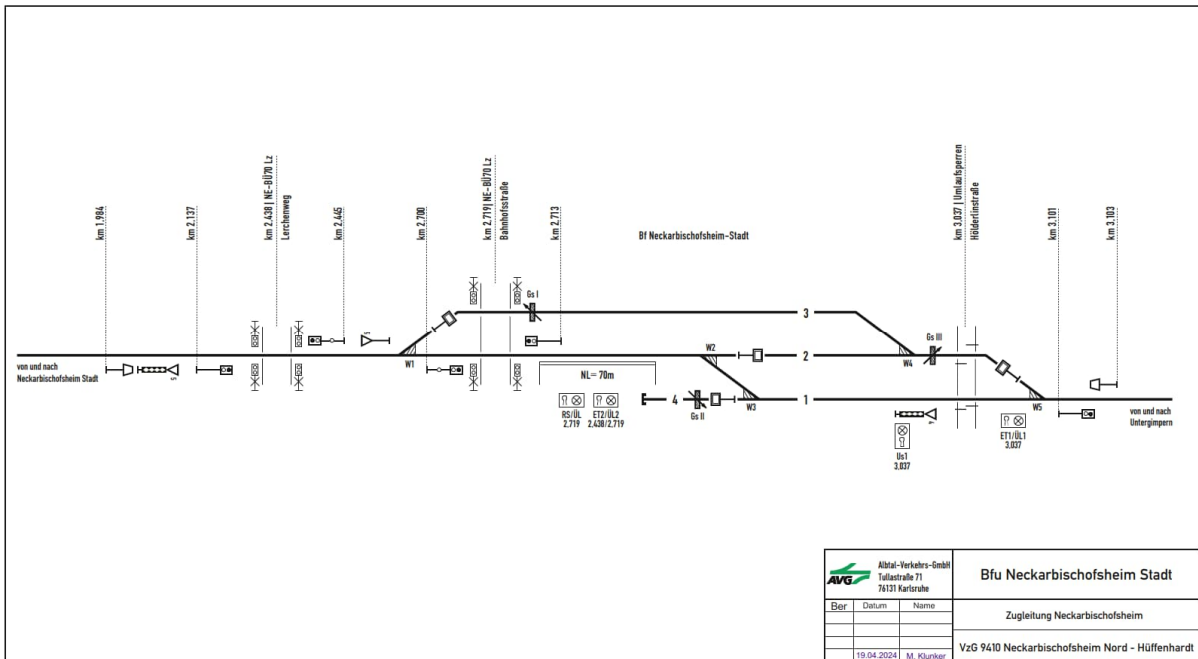 km 1.984
km 2.137
km 2.438 | NE-BÜ70 Lz
Lerchenweg
km 2.445
km 2.700
km 2.719| NE-BÜ70 Lz
Bahnhofsstraße
km 2.713
Bf Neckarbischofsheim-Stadt
km 3.037 | Umlaufsperren
Hölderlinstraße
km 3.101
km 3.103
Gs I
3
Gs III
W1
W2
2
W4
von und nach
Neckarbischofsheim Stadt
NL= 70m
4
Gs II
W3
1
W5
RS/ÜL
2,719
ET2/ÜL2
2,438/2,719
Us1
3,037
ET1/ÜL1
3,037
von und nach
Untergimpern
AVG
Albtal-Verkehrs-GmbH
Tullastraße 71
76131 Karlsruhe
Bfu Neckarbischofsheim Stadt
Ber Datum Name
Zugleitung Neckarbischofsheim
19.04.2024 M. Klunker
VzG 9410 Neckarbischofsheim Nord - Hüffenhardt